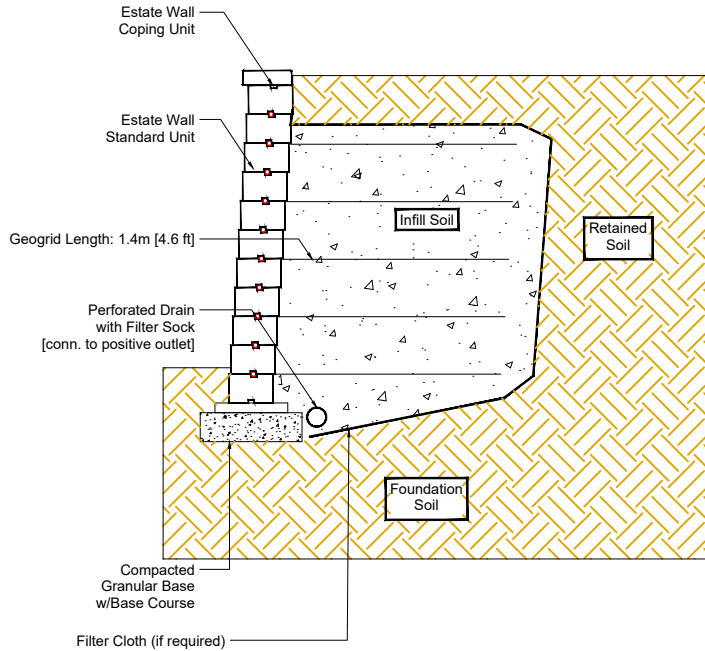 Estate Wall
Coping Unit
Estate Wall
Standard Unit
Infill Soil
Retained
Soil
Geogrid Length: 1.4m [4.6 ft]
Perforated Drain
with Filter Sock
[conn. to positive outlet]
Foundation
Soil
Compacted
Granular Base
w/Base Course
Filter Cloth (if required)